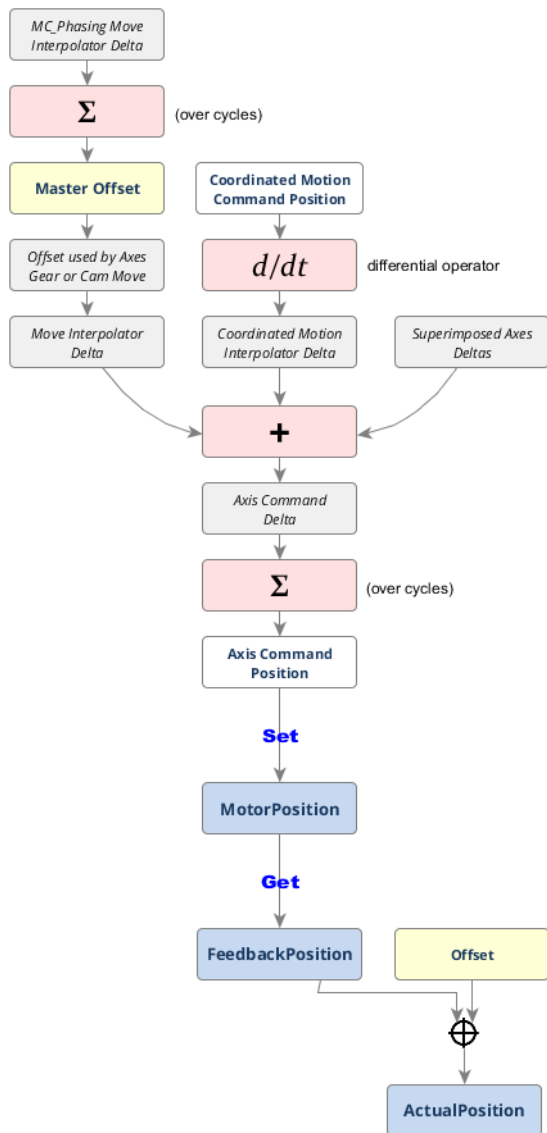 MC_Phasing Move
Interpolator Delta
Σ
(over cycles)
Master Offset
Coordinated Motion
Command Position
Offset used by Axes
Gear or Cam Move
d/dt
differential operator
Move Interpolator
Delta
Coordinated Motion
Interpolator Delta
Superimposed Axes
Deltas
+
Axis Command
Delta
Σ
(over cycles)
Axis Command
Position
Set
MotorPosition
Get
FeedbackPosition
Offset
ActualPosition